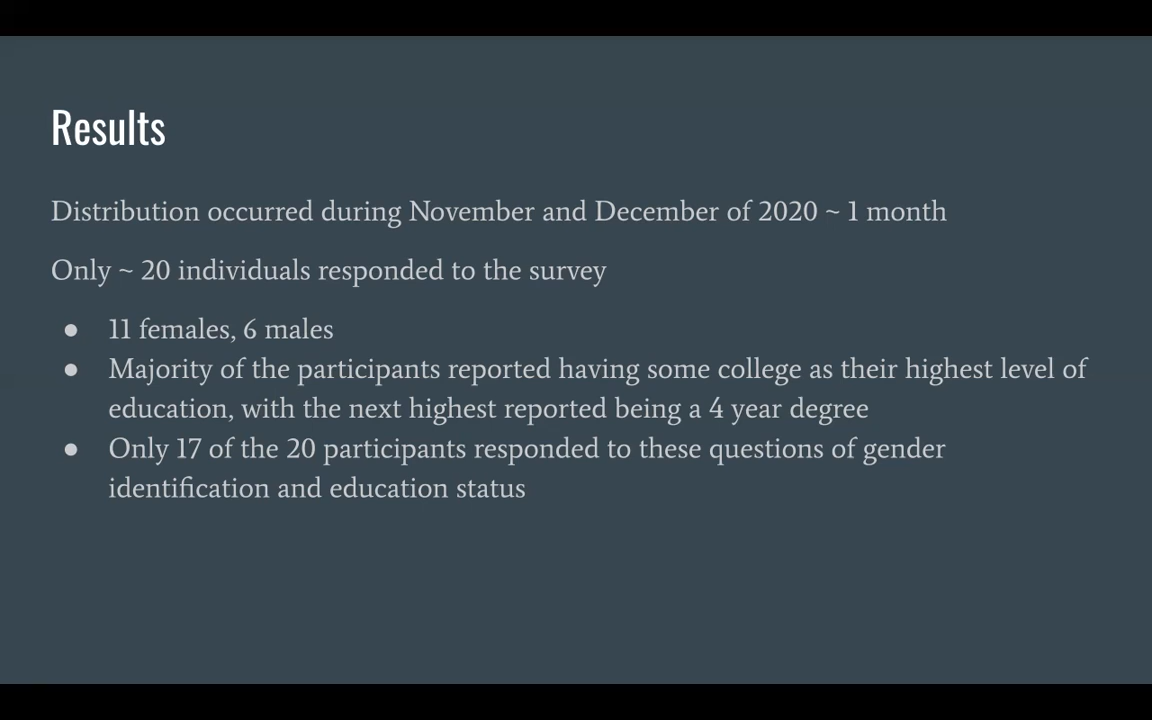 Results
Distribution occurred during November and December of 2020 ~ 1 month
Only ~ 20 individuals responded to the survey
● 11 females, 6 males
● Majority of the participants reported having some college as their highest level of
education, with the next highest reported being a 4 year degree
● Only 17 of the 20 participants responded to these questions of gender
identification and education status